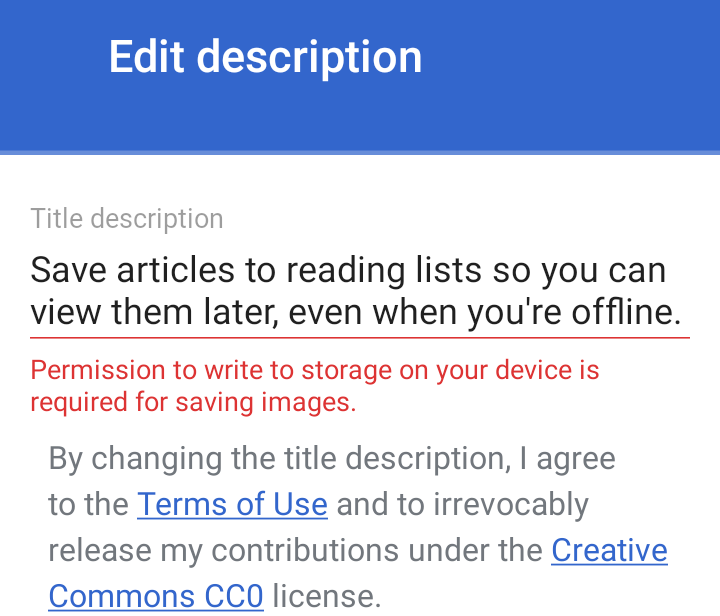 Edit description
Title description
Save articles to reading lists so you can
view them later, even when you're offline.
Permission to write to storage on your device is
required for saving images.
By changing the title description, I agree
to the Terms of Use and to irrevocably
release my contributions under the Creative
Commons CC0 license.